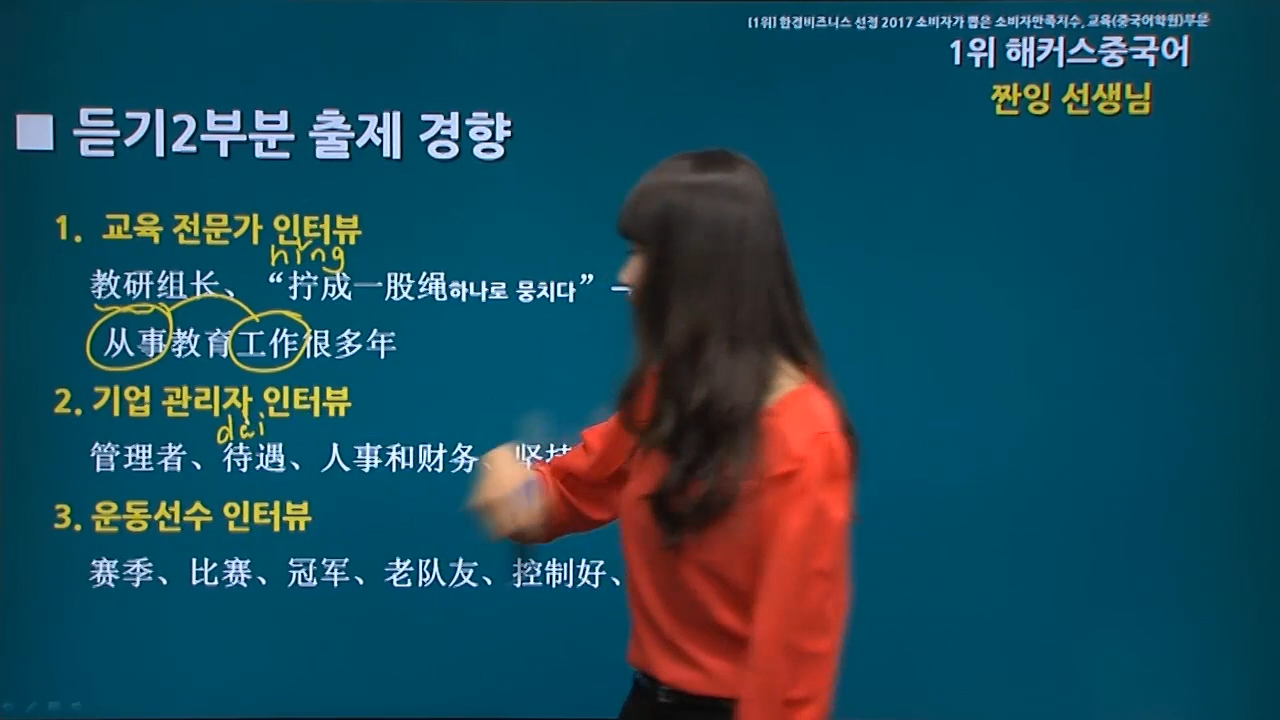 [1위] 한경비즈니스 선정 2017 소비자가 뽑은 소비자만족지수, 교육(중국어학원)부문
1위 해커스중국어
짠잉 선생님
■ 듣기2부분 출제 경향
1. 교육 전문가 인터뷰
níng
教研组长、“拧成一股绳하나로 뭉치다” –
从事教育工作很多年
2. 기업 관리자 인터뷰
dài
管理者、待遇、人事和财务、坚持
3. 운동선수 인터뷰
赛季、比赛、冠军、老队友、控制好、